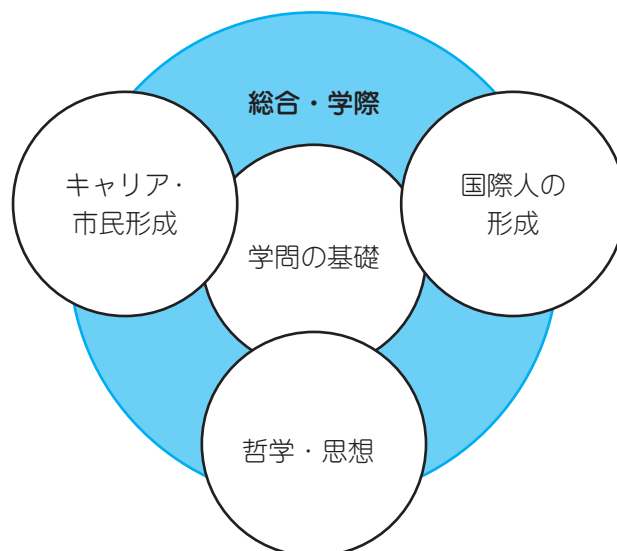 総合・学際
キャリア・
市民形成
国際人の
形成
学問の基礎
哲学・思想